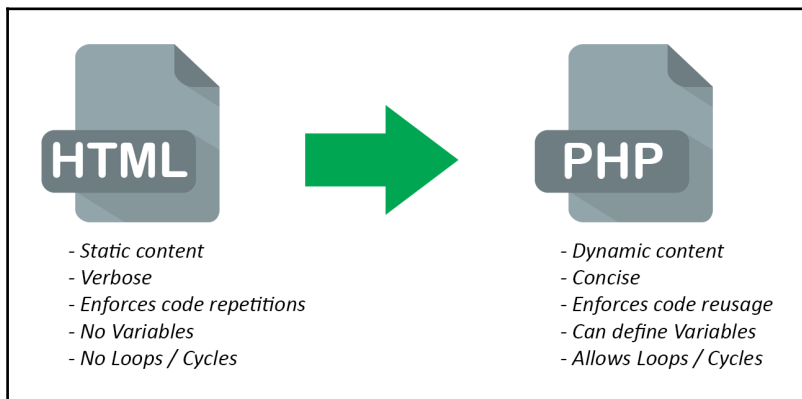 HTML
- Static content
- Verbose
- Enforces code repetitions
- No Variables
- No Loops / Cycles
PHP
- Dynamic content
- Concise
- Enforces code reusage
- Can define Variables
- Allows Loops / Cycles